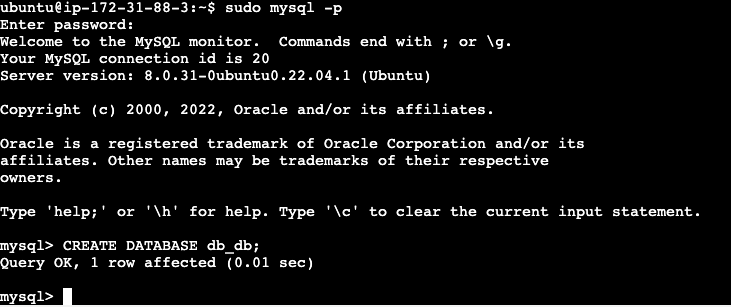 ubuntu@ip-172-31-88-3:~$ sudo mysql -p
Enter password:
Welcome to the MySQL monitor.  Commands end with ; or \g.
Your MySQL connection id is 20
Server version: 8.0.31-0ubuntu0.22.04.1 (Ubuntu)
Copyright (c) 2000, 2022, Oracle and/or its affiliates.
Oracle is a registered trademark of Oracle Corporation and/or its
affiliates. Other names may be trademarks of their respective
owners.
Type 'help;' or '\h' for help. Type '\c' to clear the current input statement.
mysql> CREATE DATABASE db_db;
Query OK, 1 row affected (0.01 sec)
mysql>